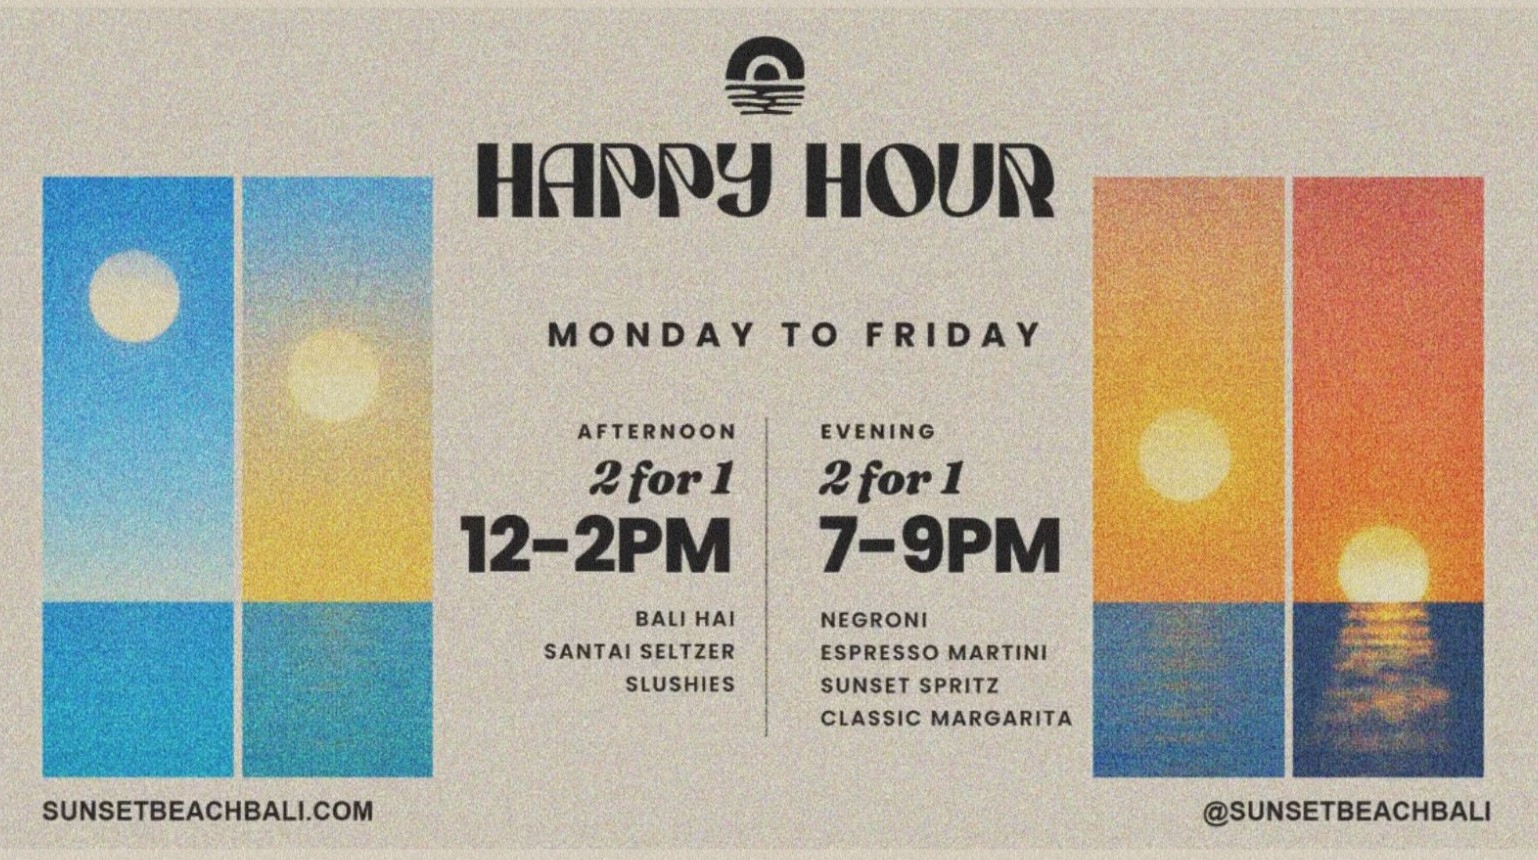 HAPPY HOUR
MONDAY TO FRIDAY
AFTERNOON
2 for 1
12-2PM
BALI HAI
SANTAI SELTZER
SLUSHIES
EVENING
2 for 1
7-9PM
NEGRONI
ESPRESSO MARTINI
SUNSET SPRITZ
CLASSIC MARGARITA
SUNSETBEACHBALI.COM
@SUNSETBEACHBALI